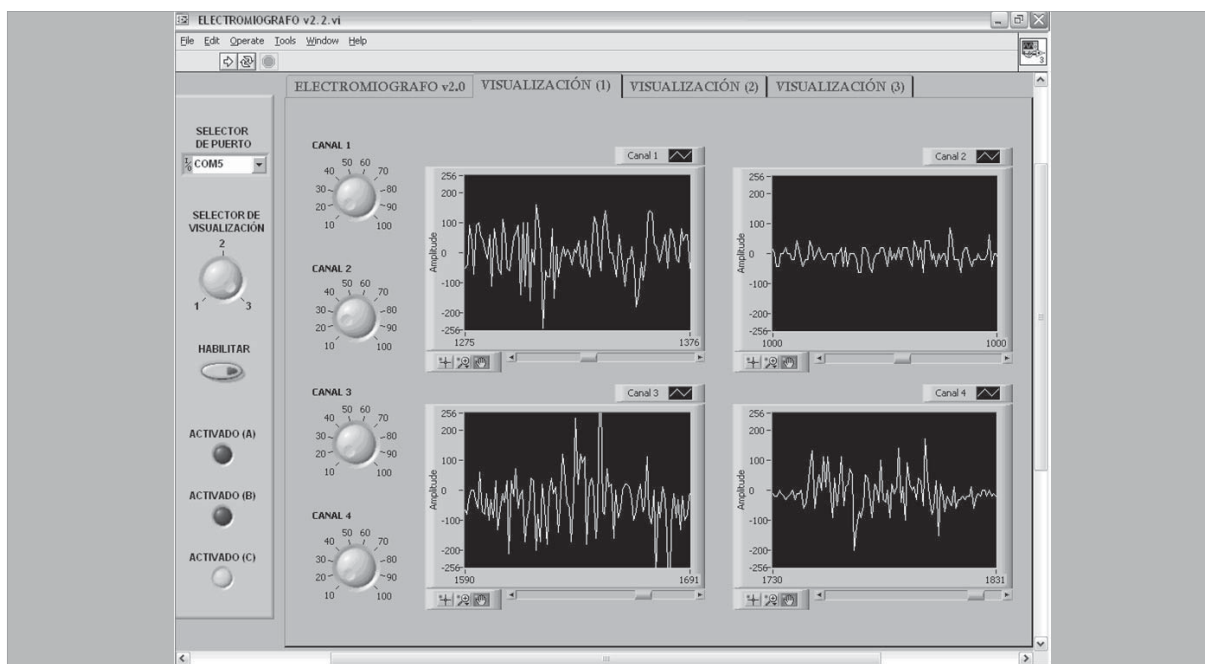 ELECTROMIOGRAFO v2.2.vi
File Edit Operate Tools Window Help
3
ELECTROMIOGRAFO v2.0 VISUALIZACIÓN (1) VISUALIZACIÓN (2) VISUALIZACIÓN (3)
SELECTOR
DE PUERTO
COM5
SELECTOR DE
VISUALIZACIÓN
2
1 3
HABILITAR
ACTIVADO (A)
ACTIVADO (B)
ACTIVADO (C)
CANAL 1
50 60
40 70
30 80
20 90
10 100
CANAL 2
50 60
40 70
30 80
20 90
10 100
CANAL 3
50 60
40 70
30 80
20 90
10 100
CANAL 4
50 60
40 70
30 80
20 90
10 100
Canal 1
Amplitude
256
200
100
0
-100
-200
-256
1275 1376
Canal 2
Amplitude
256
200
100
0
-100
-200
-256
1000 1000
Canal 3
Amplitude
256
200
100
0
-100
-200
-256
1590 1691
Canal 4
Amplitude
256
200
100
0
-100
-200
-256
1730 1831